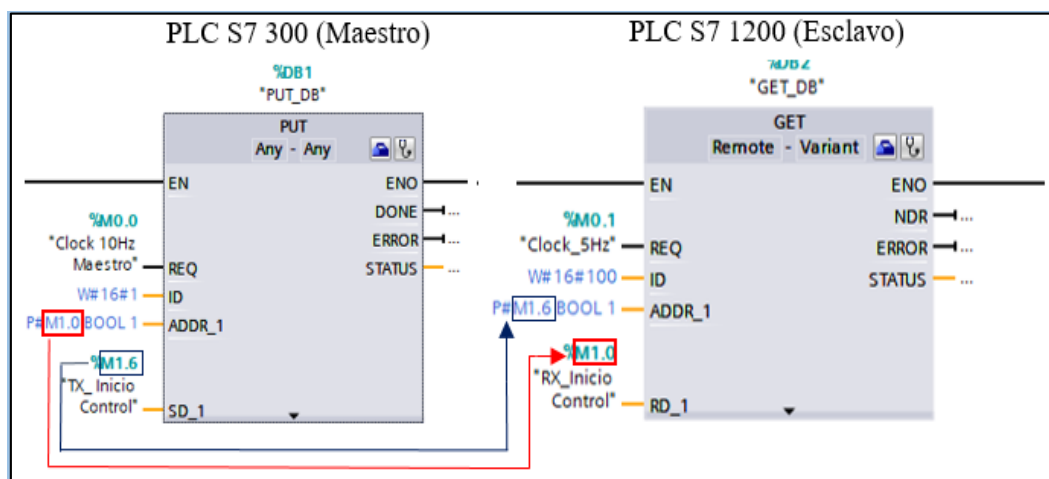 PLC S7 300 (Maestro)
%DB1
"PUT_DB"
PUT
Any - Any
EN
ENO
DONE
...
ERROR
...
%M0.0
"Clock 10Hz
Maestro"
REQ
STATUS
...
W#16#1
ID
P#M1.0 BOOL 1
ADDR_1
%M1.6
"TX_ Inicio
Control"
SD_1
PLC S7 1200 (Esclavo)
%DB2
"GET_DB"
GET
Remote - Variant
EN
ENO
NDR
...
%M0.1
"Clock_5Hz"
REQ
ERROR
...
W#16#100
ID
STATUS
...
P#M1.6 BOOL 1
ADDR_1
%M1.0
"RX_Inicio
Control"
RD_1